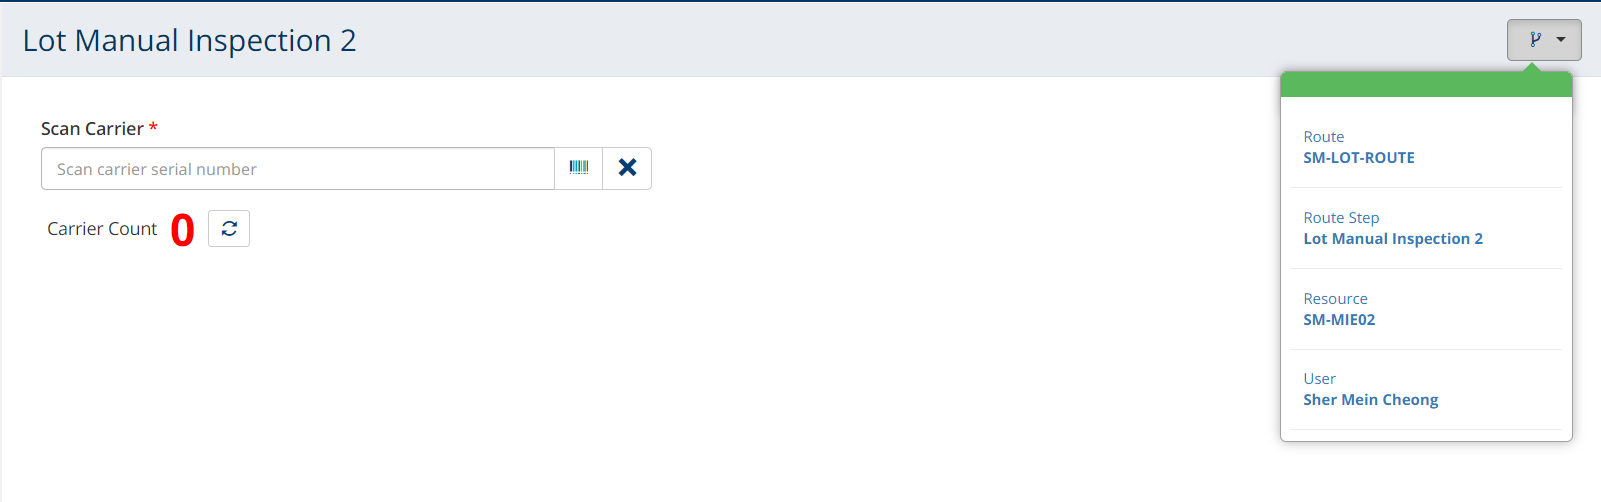 Lot Manual Inspection 2
Scan Carrier *
Scan carrier serial number
Carrier Count 0
Route
SM-LOT-ROUTE
Route Step
Lot Manual Inspection 2
Resource
SM-MIE02
User
Sher Mein Cheong